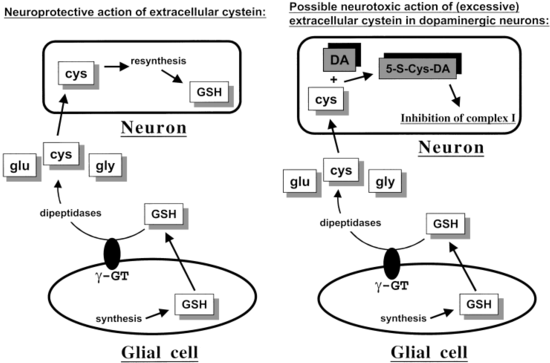 Neuroprotective action of extracellular cystein:
cys
resynthesis
GSH
Neuron
glu
cys
gly
dipeptidases
GSH
γ-GT
synthesis
GSH
Glial cell
Possible neurotoxic action of (excessive)
extracellular cystein in dopaminergic neurons:
DA
+
cys
5-S-Cys-DA
Inhibition of complex I
Neuron
glu
cys
gly
dipeptidases
GSH
γ-GT
synthesis
GSH
Glial cell